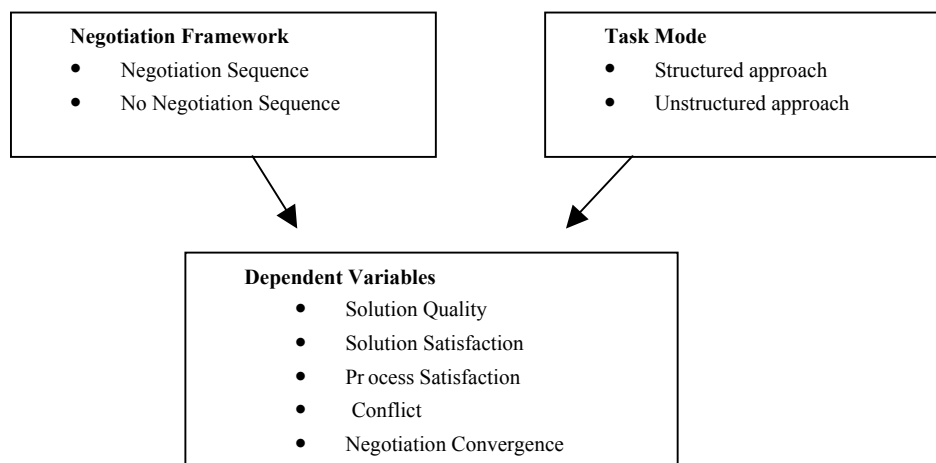 Negotiation Framework
• Negotiation Sequence
• No Negotiation Sequence
Task Mode
• Structured approach
• Unstructured approach
Dependent Variables
• Solution Quality
• Solution Satisfaction
• Pr ocess Satisfaction
• Conflict
• Negotiation Convergence